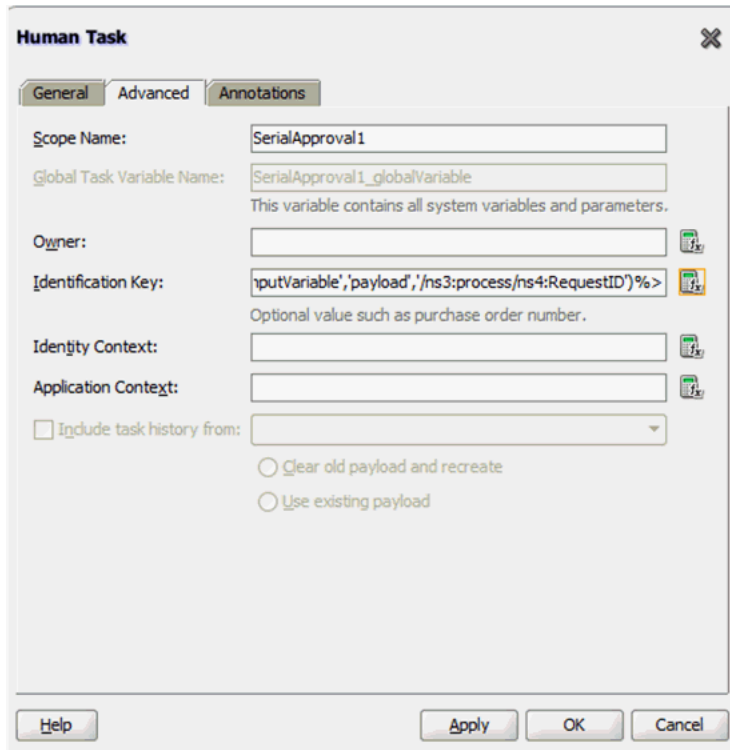 Human Task
General Advanced Annotations
Scope Name: SerialApproval1
Global Task Variable Name: SerialApproval1_globalVariable
This variable contains all system variables and parameters.
Owner:
Identification Key: nputVariable','payload','/ns3:process/ns4:RequestID')%>
Optional value such as purchase order number.
Identity Context:
Application Context:
Include task history from:
Clear old payload and recreate
Use existing payload
Help Apply OK Cancel